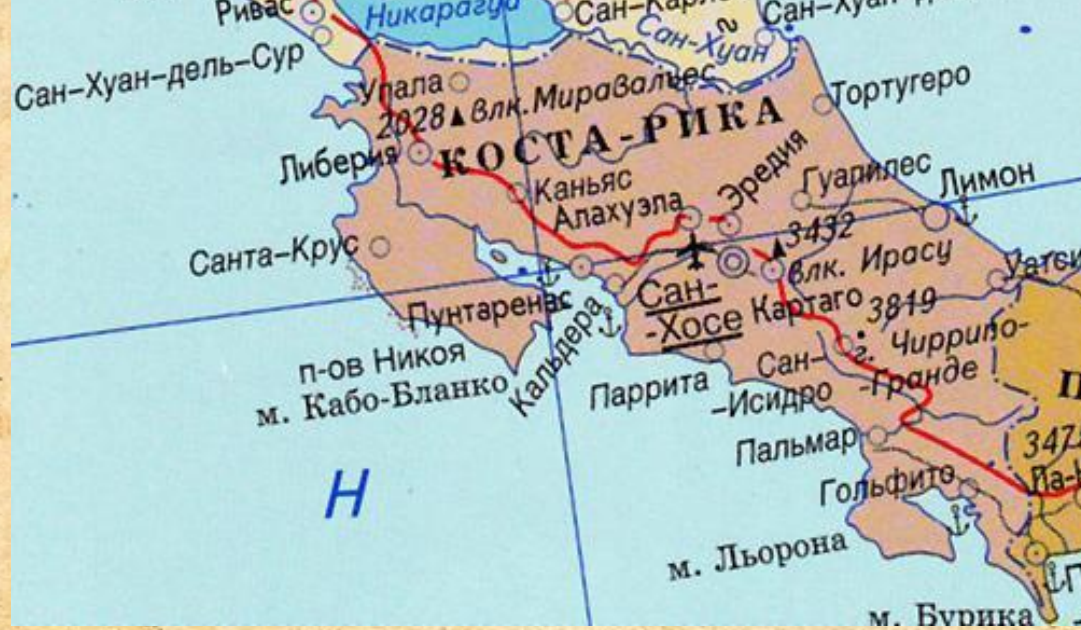 Ривас
Никарагуа
Сан-Хуан-дель-Сур
Сан-Хуан
Упала
влк. Миравальес
2028
Тортугеро
КОСТА-РИКА
Либерия
Каньяс
Алахуэла
Эредия
Гуапилес
Лимон
Санта-Крус
3432
влк. Ирасу
Пунтаренас
Кальдера
Сан-
-Хосе
Картаго
3819
г. Чиррипо-
-Гранде
п-ов Никоя
м. Кабо-Бланко
Паррита
Сан-
-Исидро
Пальмар
Гольфито
Н
м. Льорона
м. Бурика